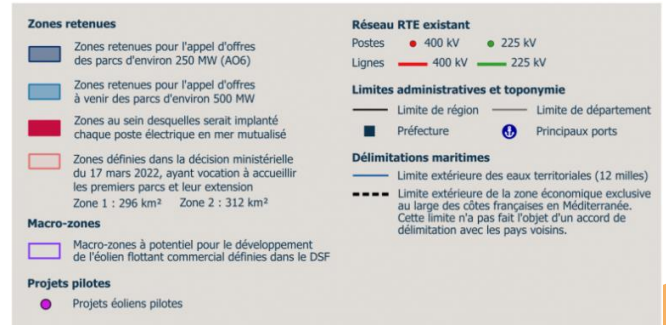 Zones retenues
Zones retenues pour l'appel d'offres
des parcs d'environ 250 MW (AO6)
Zones retenues pour l'appel d'offres
à venir des parcs d'environ 500 MW
Zones au sein desquelles serait implanté
chaque poste électrique en mer mutualisé
Zones définies dans la décision ministérielle
du 17 mars 2022, ayant vocation à accueillir
les premiers parcs et leur extension
Zone 1 : 296 km² Zone 2 : 312 km²
Macro-zones
Macro-zones à potentiel pour le développement
de l'éolien flottant commercial définies dans le DSF
Projets pilotes
Projets éoliens pilotes
Réseau RTE existant
Postes 400 kV 225 kV
Lignes 400 kV 225 kV
Limites administratives et toponymie
Limite de région Limite de département
Préfecture Principaux ports
Délimitations maritimes
Limite extérieure des eaux territoriales (12 milles)
Limite extérieure de la zone économique exclusive
au large des côtes françaises en Méditerranée.
Cette limite n'a pas fait l'objet d'un accord de
délimitation avec les pays voisins.